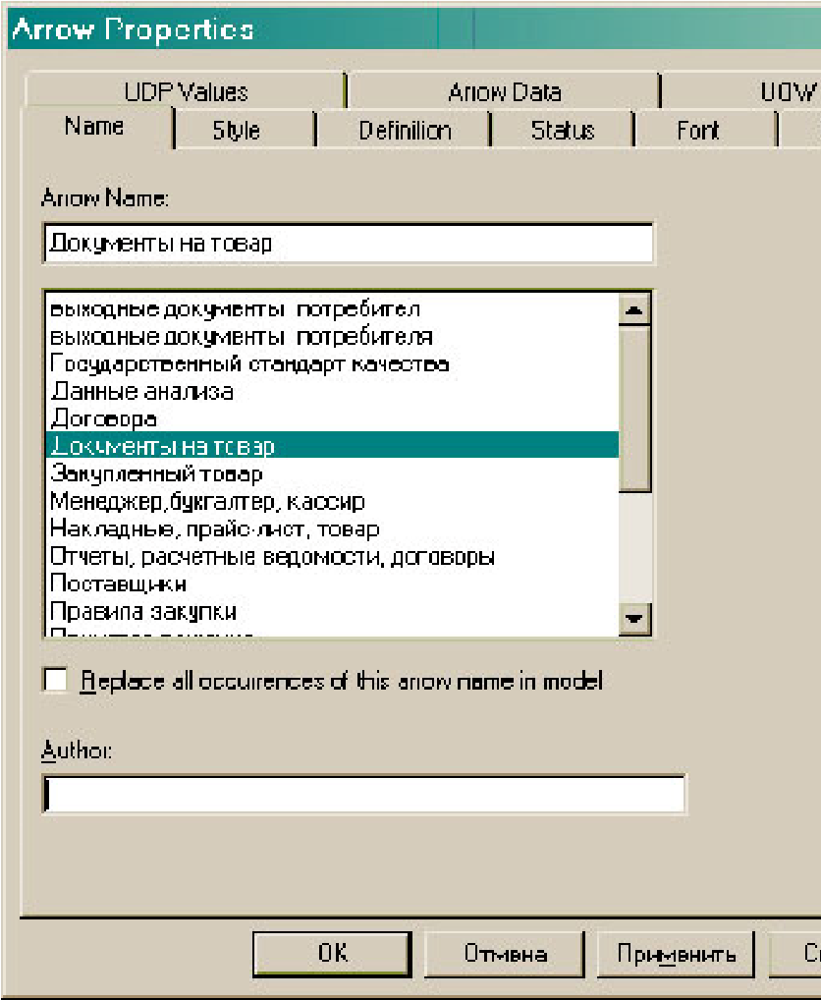 Arrow Properties
UDP Values Arrow Data UOW
Name Style Definition Status Font
Arrow Name:
Документы на товар
выходные документы потребител
выходные документы потребителя
Государственный стандарт качества
Данные анализа
Договора
Документы на товар
Закупленный товар
Менеджер,бухгалтер, кассир
Накладные, прайс-лист, товар
Отчеты, расчетные ведомости, договоры
Поставщики
Правила закупки
Replace all occurrences of this arrow name in model
Author:
OK Отмена Применить